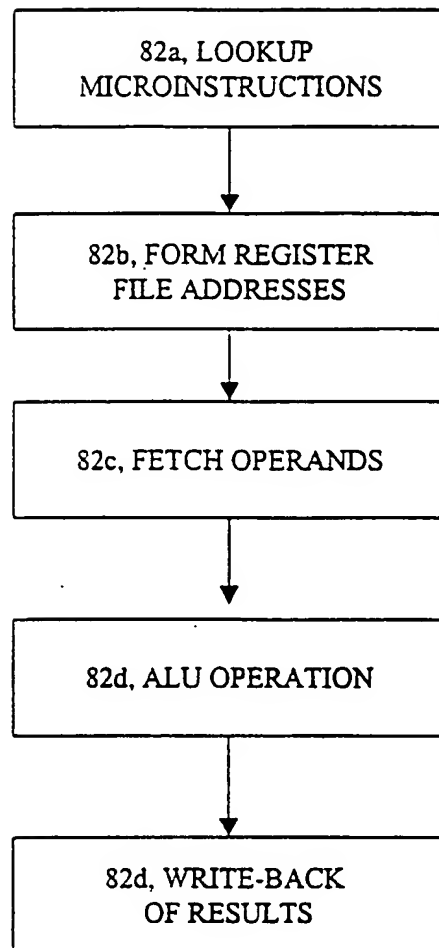 82a, LOOKUP
MICROINSTRUCTIONS
82b, FORM REGISTER
FILE ADDRESSES
82c, FETCH OPERANDS
82d, ALU OPERATION
82d, WRITE-BACK
OF RESULTS